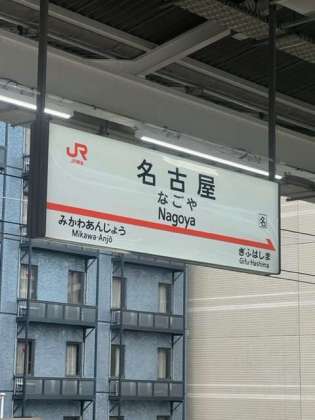 JR
JR東海
名古屋
なごや
Nagoya
名
みかわあんじょう
Mikawa-Anjō
ぎふはしま
Gifu-Hashima